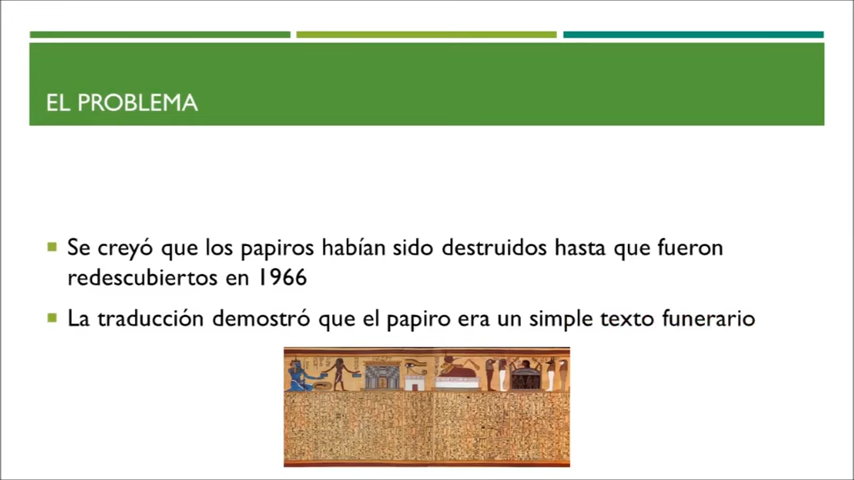 EL PROBLEMA
Se creyó que los papiros habían sido destruidos hasta que fueron
redescubiertos en 1966
La traducción demostró que el papiro era un simple texto funerario